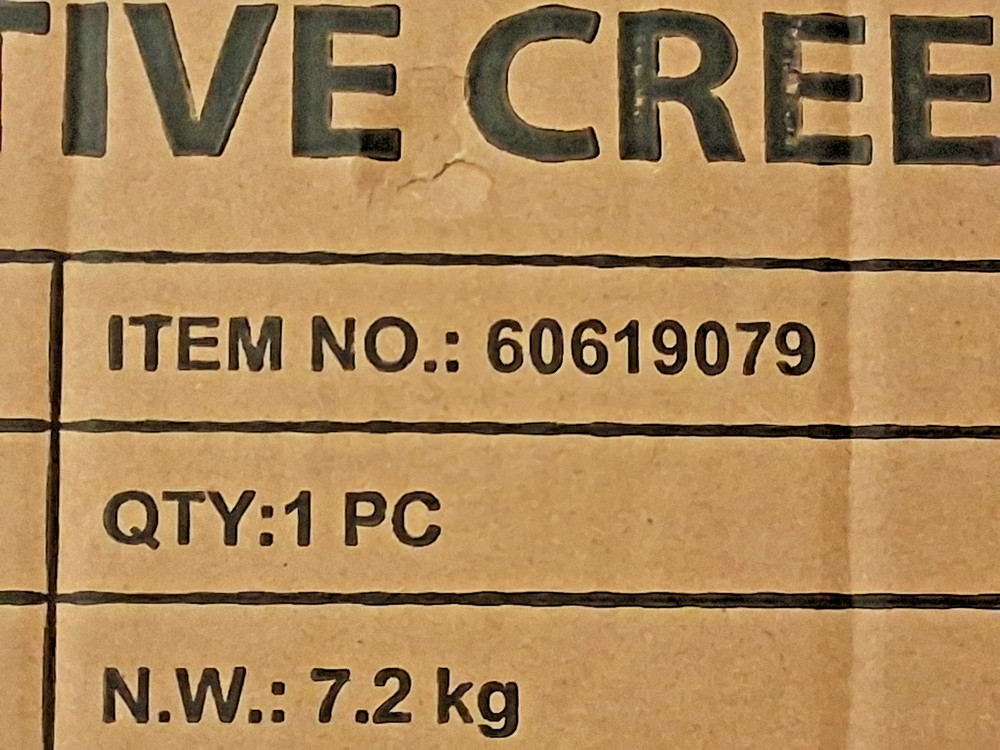 TIVE CREE
ITEM NO.: 60619079
QTY:1 PC
N.W.: 7.2 kg